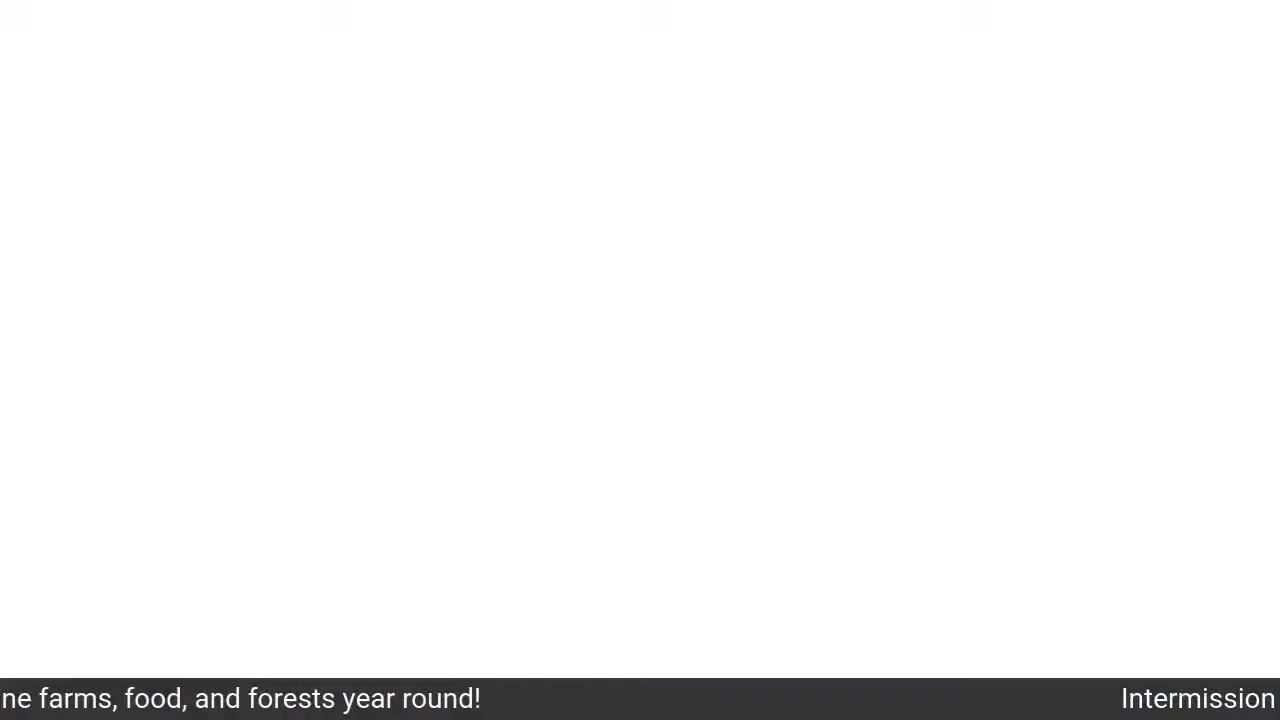 ne farms, food, and forests year round! Intermission